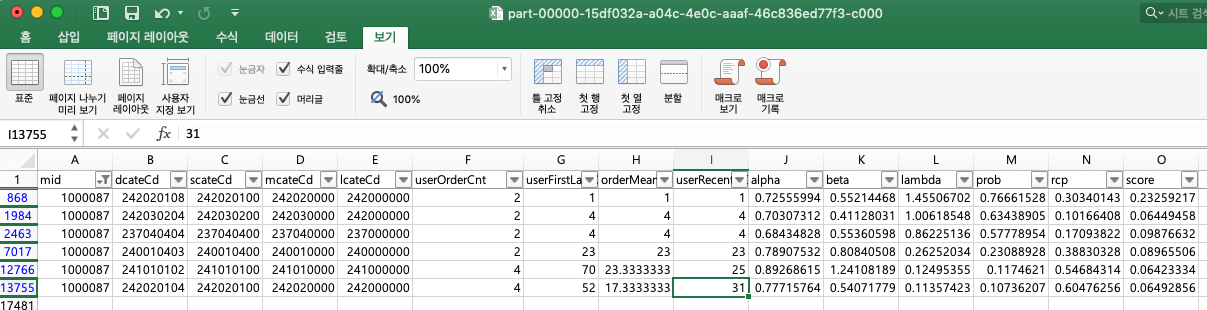 part-00000-15df032a-a04c-4e0c-aaaf-46c836ed77f3-c000
시트 검색
홈 삽입 페이지 레이아웃 수식 데이터 검토 보기
표준
페이지 나누기
미리 보기
페이지
레이아웃
사용자
지정 보기
눈금자 수식 입력줄
눈금선 머리글
확대/축소 100%
100%
틀 고정
취소
첫 행
고정
첫 열
고정
분할
매크로
보기
매크로
기록
I13755 fx 31
A B C D E F G H I J K L M N O
1 mid dcateCd scateCd mcateCd lcateCd userOrderCnt userFirstLa orderMear userRecent alpha beta lambda prob rcp score
868 1000087 242020108 242020100 242020000 242000000 2 1 1 1 0.72555994 0.55214468 1.45506702 0.76661528 0.30340143 0.23259217
1984 1000087 242030204 242030200 242030000 242000000 2 4 4 4 0.70307312 0.41128031 1.00618548 0.63438905 0.10166408 0.06449458
2463 1000087 237040404 237040400 237040000 237000000 2 4 4 4 0.68434828 0.55360598 0.86225136 0.57778954 0.17093822 0.09876632
7017 1000087 240010403 240010400 240010000 240000000 2 23 23 23 0.78907532 0.80840508 0.26252034 0.23088928 0.38830328 0.08965506
12766 1000087 241010102 241010100 241010000 241000000 4 70 23.3333333 25 0.89268615 1.24108189 0.12495355 0.1174621 0.54684314 0.06423334
13755 1000087 242020104 242020100 242020000 242000000 4 52 17.3333333 31 0.77715764 0.54071779 0.11357423 0.10736207 0.60476256 0.06492856
17481